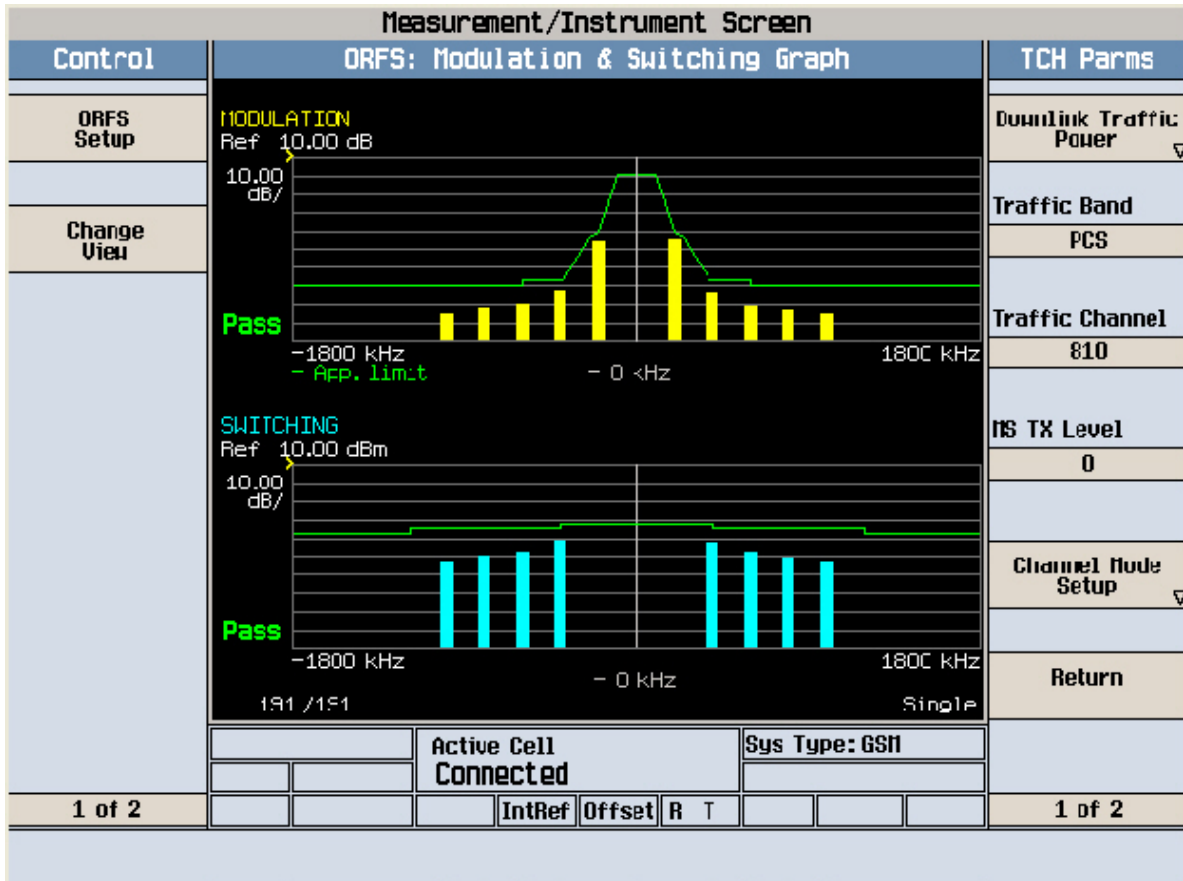 Measurement/Instrument Screen
Control
ORFS: Modulation & Switching Graph
TCH Parms
ORFS
Setup
Change
View
1 of 2
MODULATION
Ref 10.00 dB
10.00
dB/
Pass
-1800 kHz
1800 kHz
- App. limit
- 0 kHz
SWITCHING
Ref 10.00 dBm
10.00
dB/
Pass
-1800 kHz
1800 kHz
- 0 kHz
191/191
Single
Active Cell
Connected
Sys Type: GSM
IntRef
Offset
R T
Downlink Traffic
Power
Traffic Band
PCS
Traffic Channel
810
MS TX Level
0
Channel Mode
Setup
Return
1 of 2